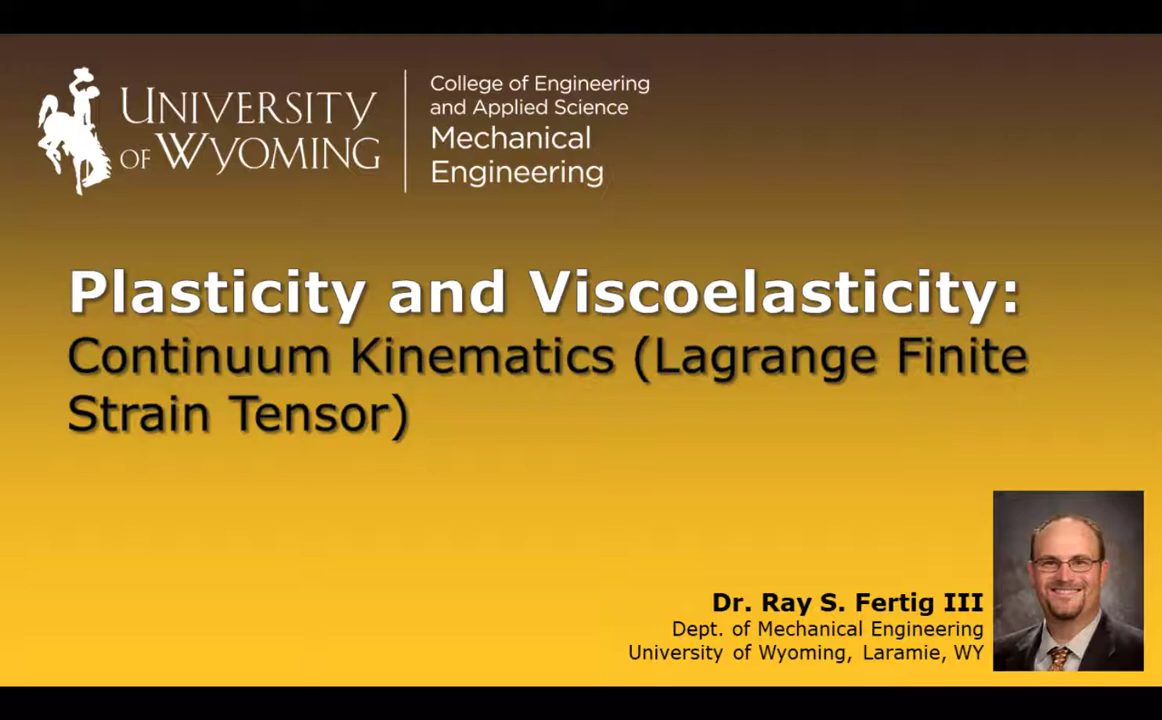 UNIVERSITY
OF WYOMING
College of Engineering
and Applied Science
Mechanical
Engineering
Plasticity and Viscoelasticity:
Continuum Kinematics (Lagrange Finite
Strain Tensor)
Dr. Ray S. Fertig III
Dept. of Mechanical Engineering
University of Wyoming, Laramie, WY